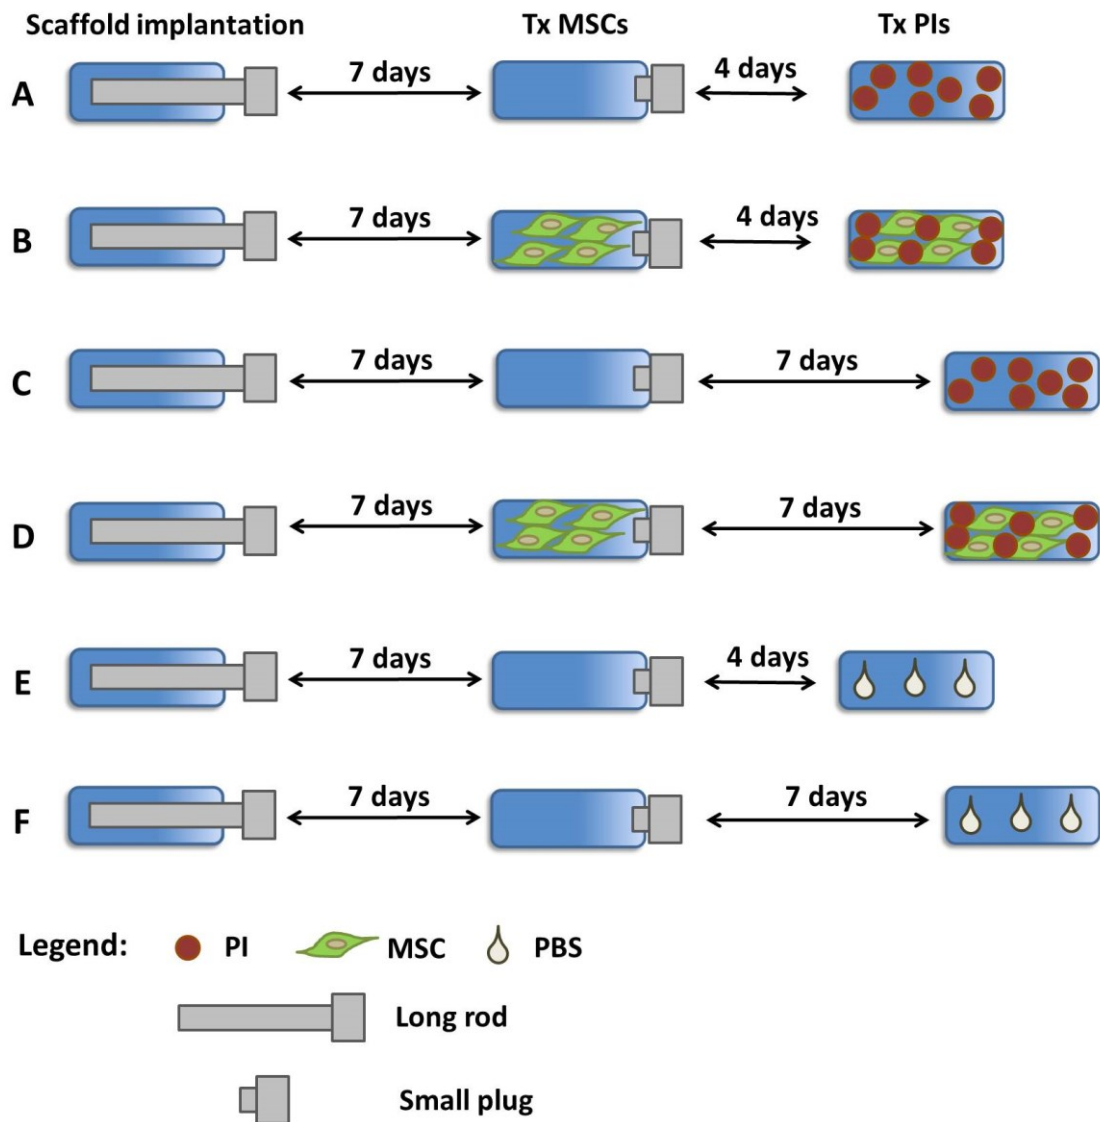 Scaffold implantation Tx MSCs Tx PIs
A 7 days 4 days
B 7 days 4 days
C 7 days 7 days
D 7 days 7 days
E 7 days 4 days
F 7 days 7 days
Legend: PI MSC PBS
Long rod
Small plug